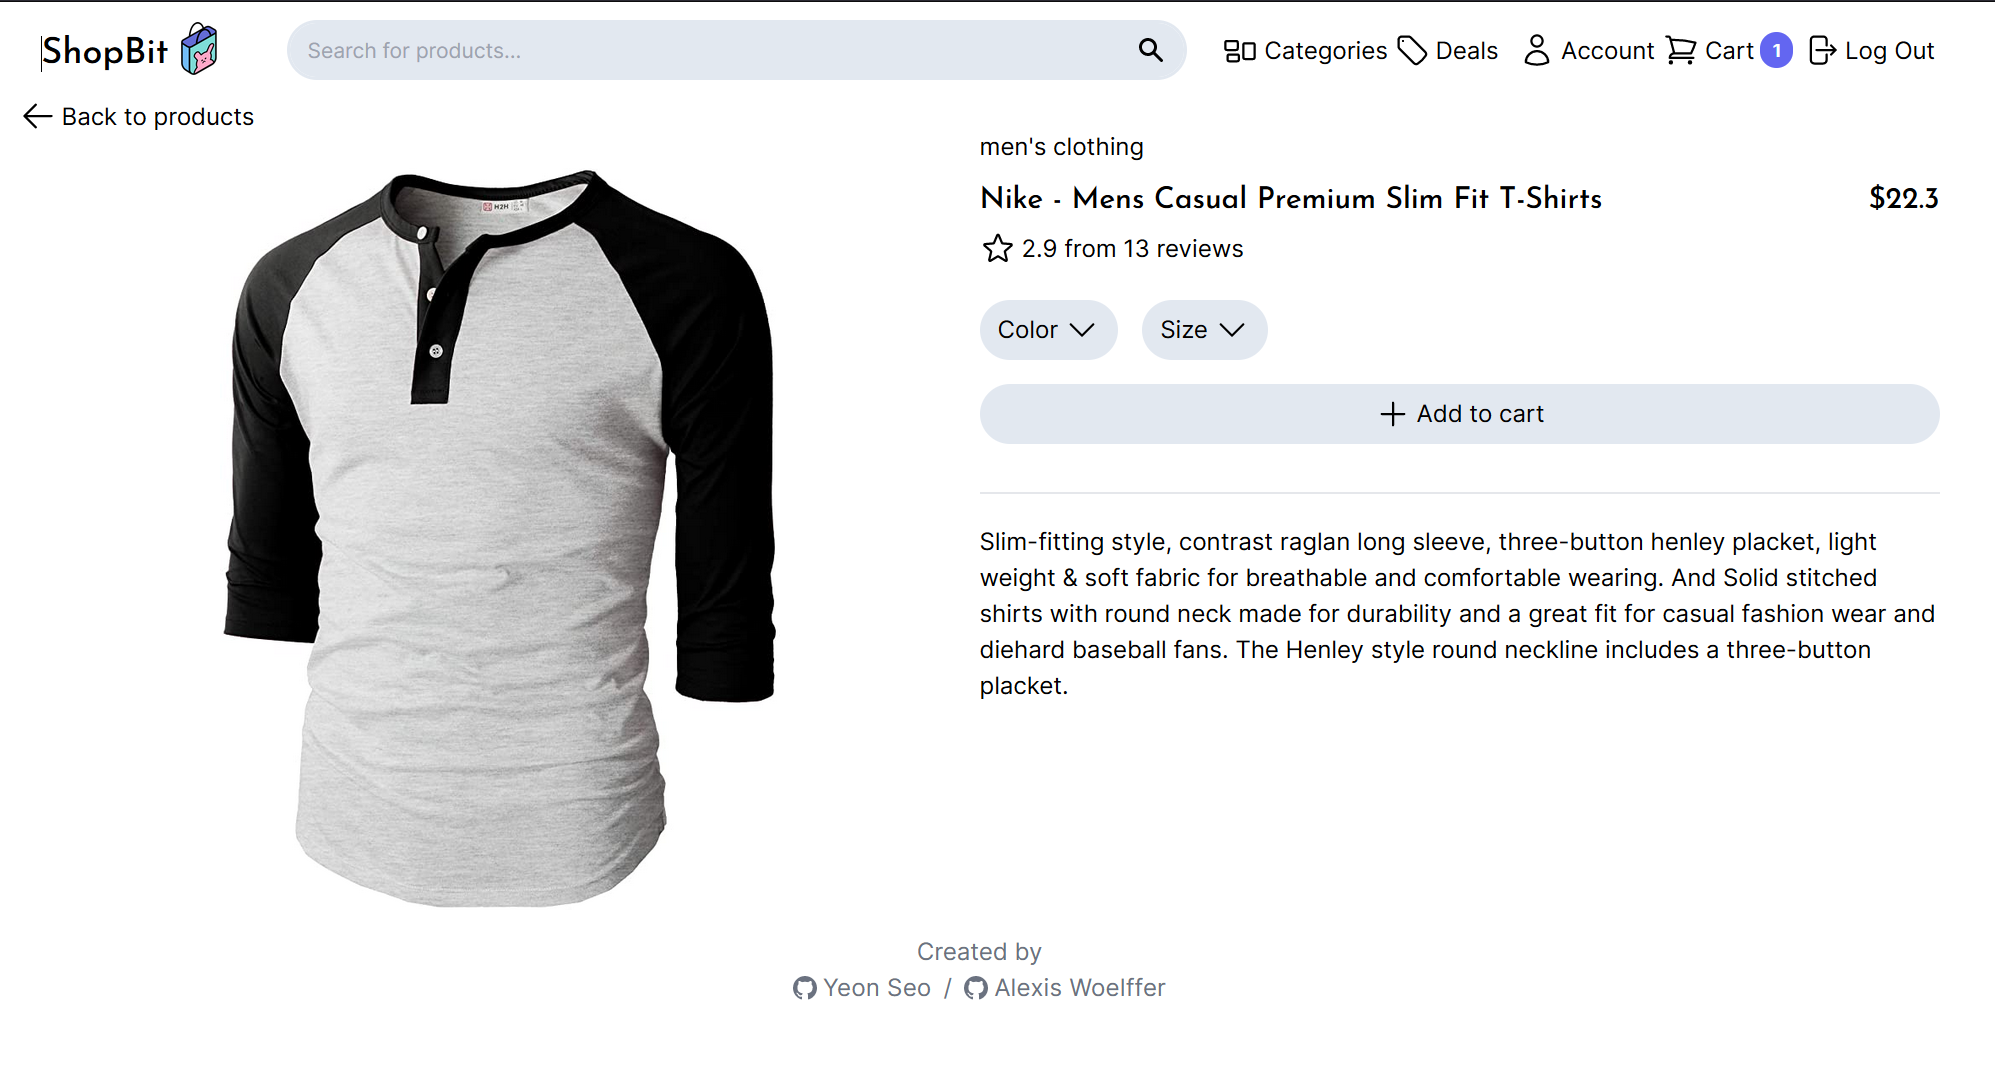 ShopBit
Search for products...
Categories
Deals
Account
Cart 1
Log Out
Back to products
men's clothing
Nike - Mens Casual Premium Slim Fit T-Shirts
$22.3
2.9 from 13 reviews
Color
Size
Add to cart
Slim-fitting style, contrast raglan long sleeve, three-button henley placket, light
weight & soft fabric for breathable and comfortable wearing. And Solid stitched
shirts with round neck made for durability and a great fit for casual fashion wear and
diehard baseball fans. The Henley style round neckline includes a three-button
placket.
H2H
Created by
Yeon Seo / Alexis Woelffer